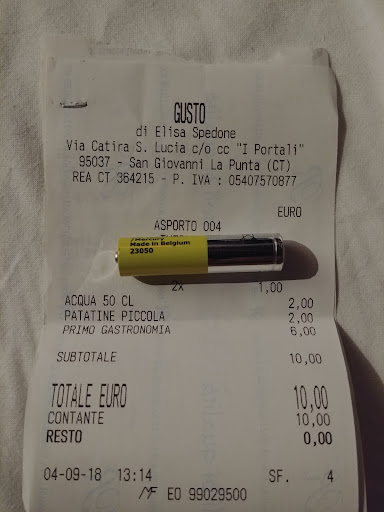 GUSTO
di Elisa Spedone
Via Catira S. Lucia c/o cc "I Portali"
95037 - San Giovanni La Punta (CT)
REA CT 364215 - P. IVA : 05407570877
EURO
ASPORTO 004
Mercury
Made in Belgium
23050
2x 1,00
ACQUA 50 CL 2,00
PATATINE PICCOLA 2,00
PRIMO GASTRONOMIA 6,00
SUBTOTALE 10,00
TOTALE EURO 10,00
CONTANTE 10,00
RESTO 0,00
04-09-18 13:14 SF. 4
MF EO 99029500